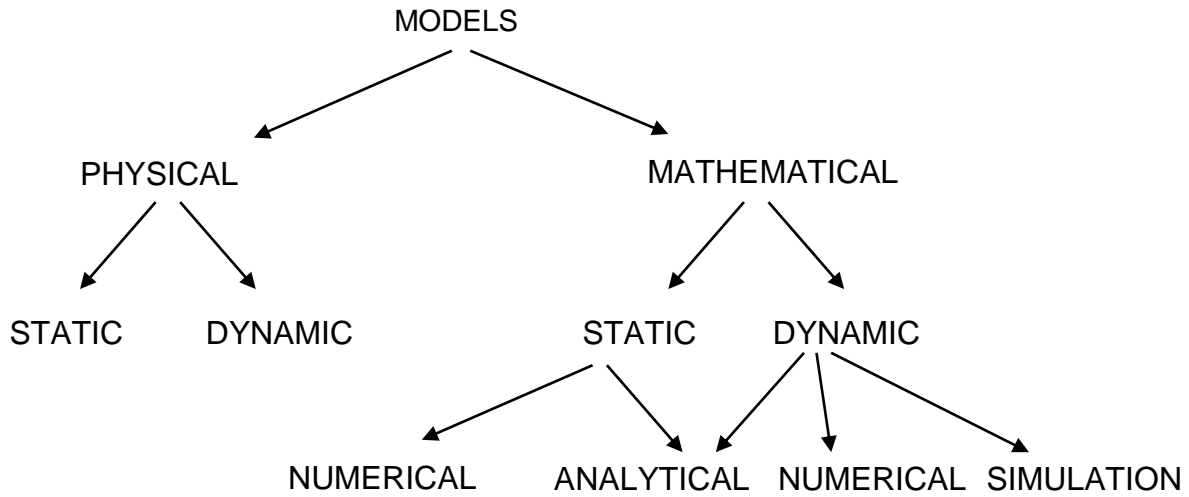 MODELS
PHYSICAL MATHEMATICAL
STATIC DYNAMIC STATIC DYNAMIC
NUMERICAL ANALYTICAL NUMERICAL SIMULATION